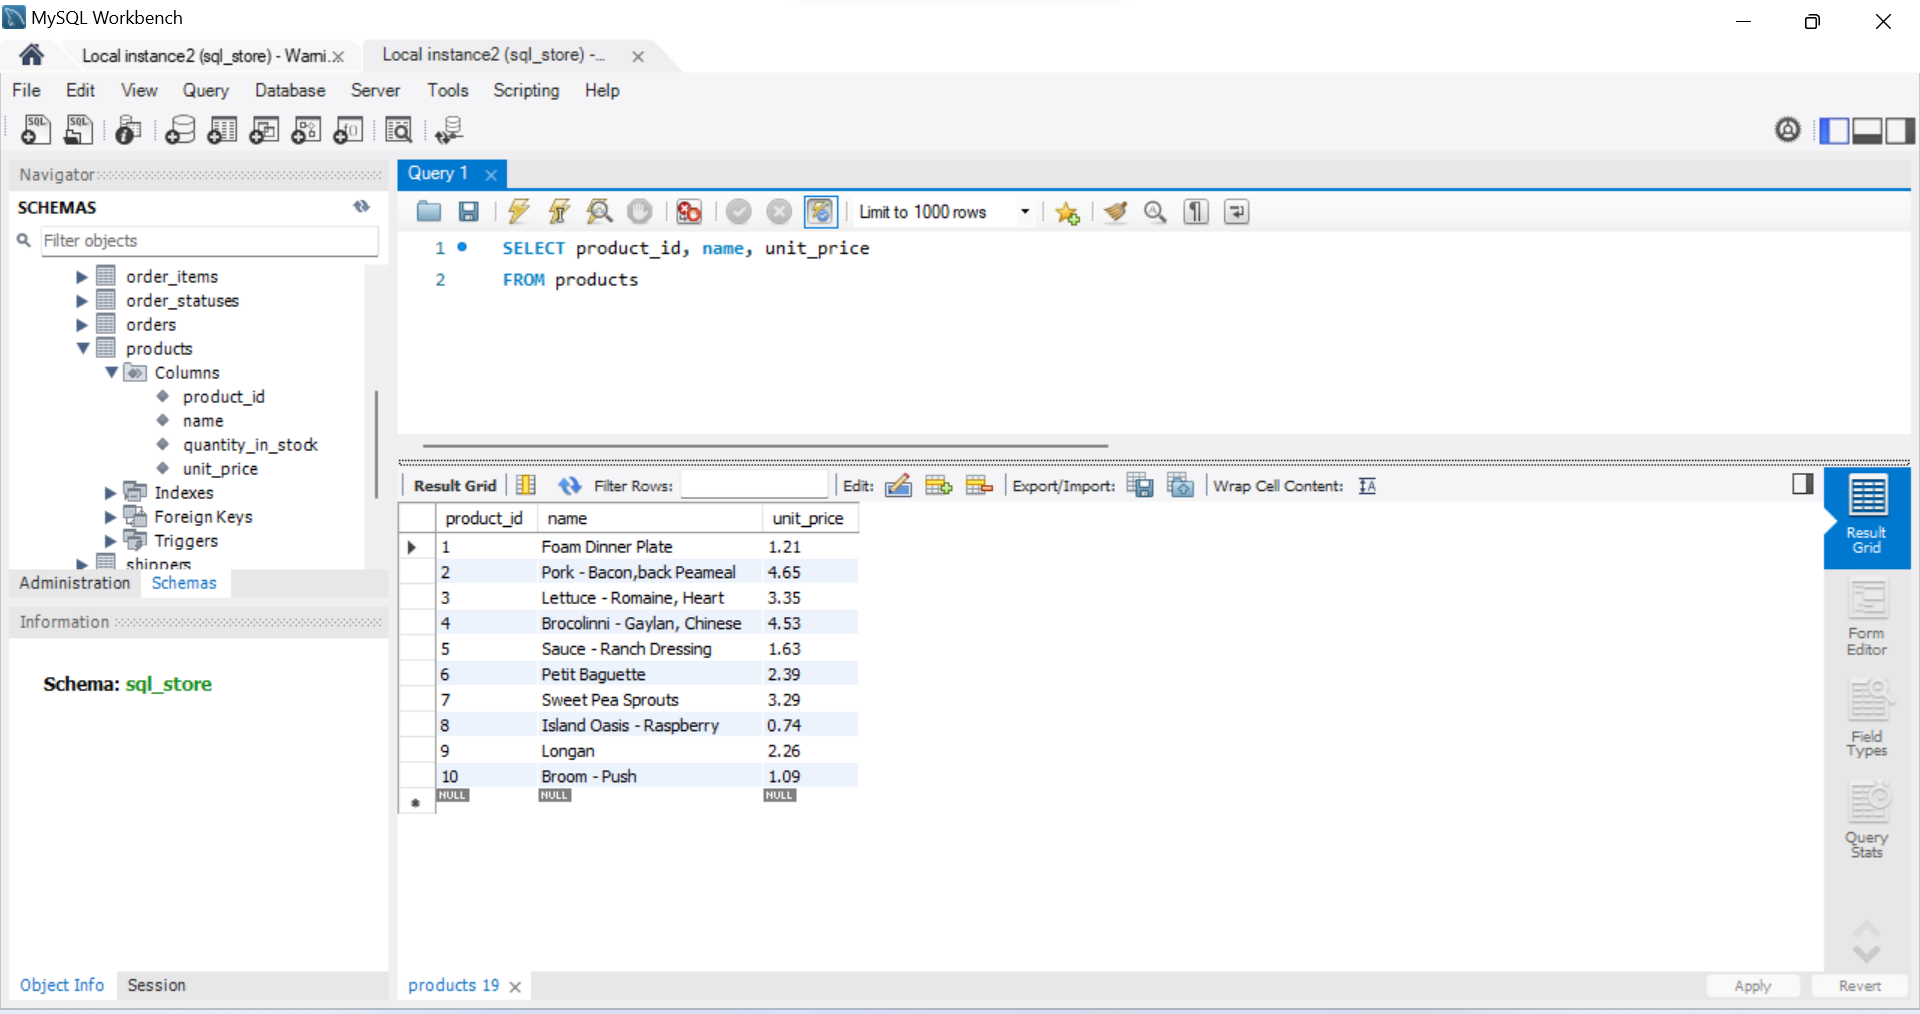 MySQL Workbench
Local instance2 (sql_store) - Warni.. Local instance2 (sql_store) -...
File Edit View Query Database Server Tools Scripting Help
SQL SQL
Navigator
SCHEMAS
Filter objects
order_items
order_statuses
orders
products
Columns
product_id
name
quantity_in_stock
unit_price
Indexes
Foreign Keys
Triggers
shippers
Administration Schemas
Information
Schema: sql_store
Object Info Session
Query 1
Limit to 1000 rows
1 SELECT product_id, name, unit_price
2 FROM products
Result Grid Filter Rows: Edit: Export/Import: Wrap Cell Content:
product_id name unit_price
1 Foam Dinner Plate 1.21
2 Pork - Bacon,back Peameal 4.65
3 Lettuce - Romaine, Heart 3.35
4 Brocolinni - Gaylan, Chinese 4.53
5 Sauce - Ranch Dressing 1.63
6 Petit Baguette 2.39
7 Sweet Pea Sprouts 3.29
8 Island Oasis - Raspberry 0.74
9 Longan 2.26
10 Broom - Push 1.09
NULL NULL NULL
Result
Grid
Form
Editor
Field
Types
Query
Stats
products 19
Apply Revert